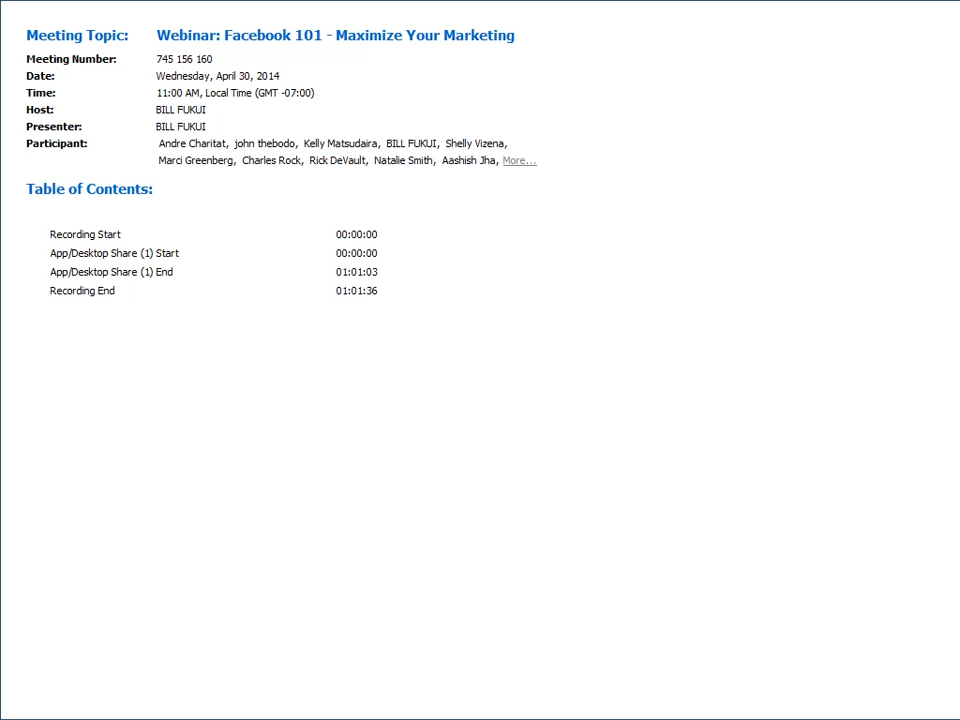 Meeting Topic: Webinar: Facebook 101 - Maximize Your Marketing
Meeting Number: 745 156 160
Date: Wednesday, April 30, 2014
Time: 11:00 AM, Local Time (GMT -07:00)
Host: BILL FUKUI
Presenter: BILL FUKUI
Participant: Andre Charitat, john thebodo, Kelly Matsudaira, BILL FUKUI, Shelly Vizena,
Marci Greenberg, Charles Rock, Rick DeVault, Natalie Smith, Aashish Jha, More...
Table of Contents:
Recording Start 00:00:00
App/Desktop Share (1) Start 00:00:00
App/Desktop Share (1) End 01:01:03
Recording End 01:01:36